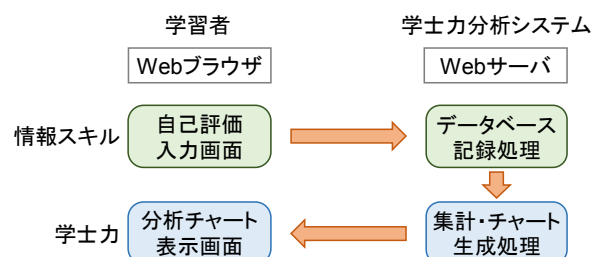 学習者
学士力分析システム
Webブラウザ
Webサーバ
情報スキル
自己評価
入力画面
データベース
記録処理
学士力
分析チャート
表示画面
集計・チャート
生成処理